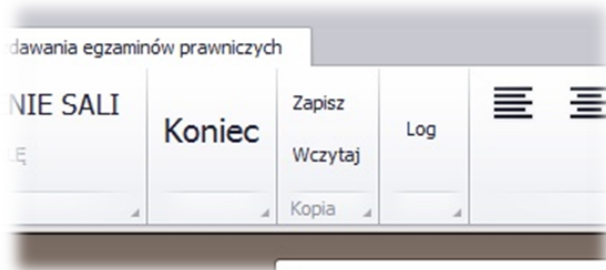 dawania egzaminów prawniczych
NIE SALI
Koniec
Zapisz
Wczytaj
Log
Kopia